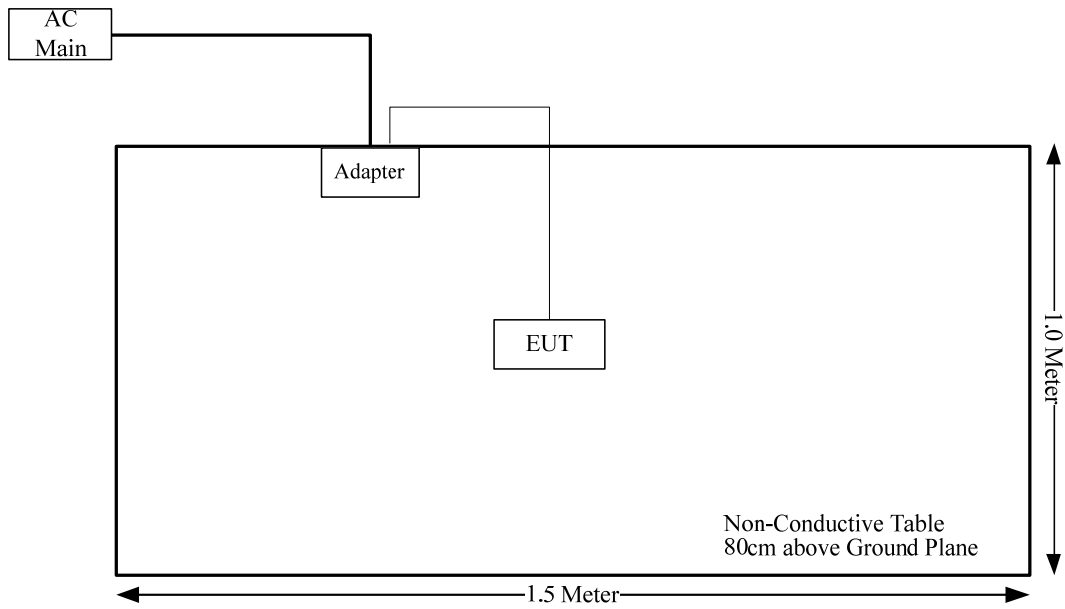 AC
Main
Adapter
EUT
1.0 Meter
Non-Conductive Table
80cm above Ground Plane
1.5 Meter